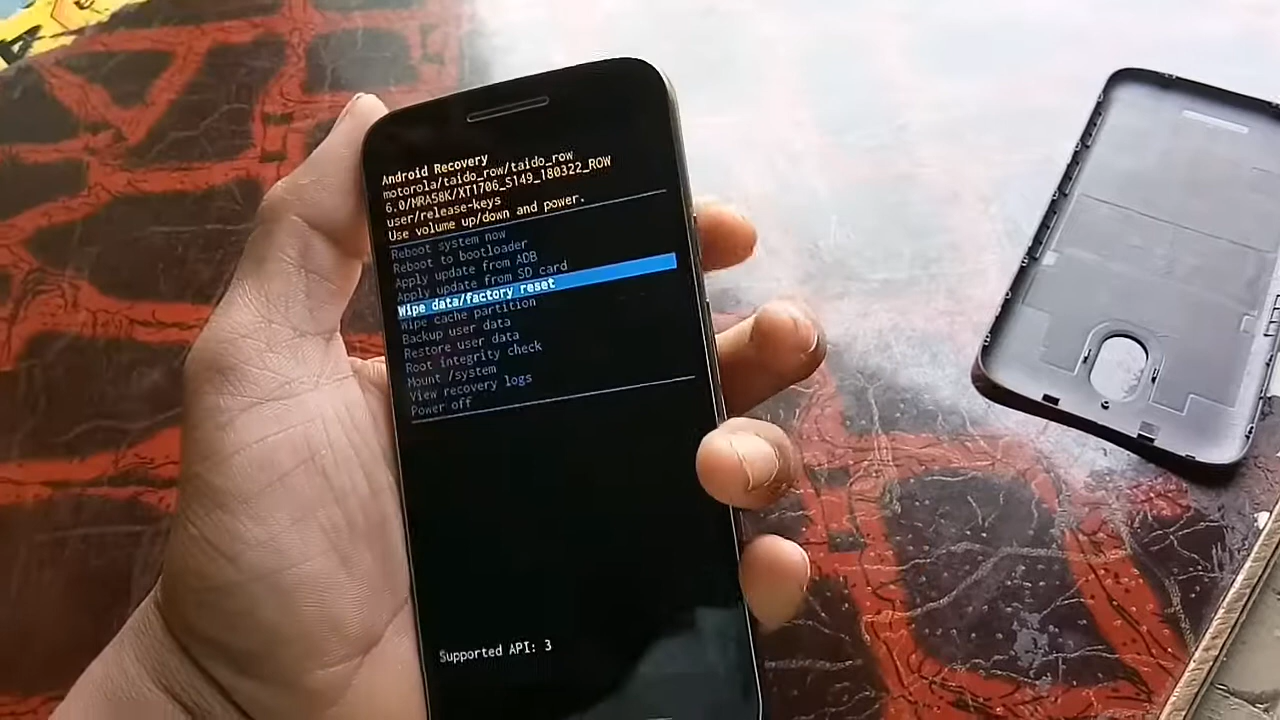 Android Recovery
motorola/taido_row/taido_row
6.0/MRA58K/XT1706_S149_180322_ROW
user/release-keys
Use volume up/down and power.
Reboot system now
Reboot to bootloader
Apply update from ADB
Apply update from SD card
Wipe data/factory reset
Wipe cache partition
Backup user data
Restore user data
Root integrity check
Mount /system
View recovery logs
Power off
Supported API: 3